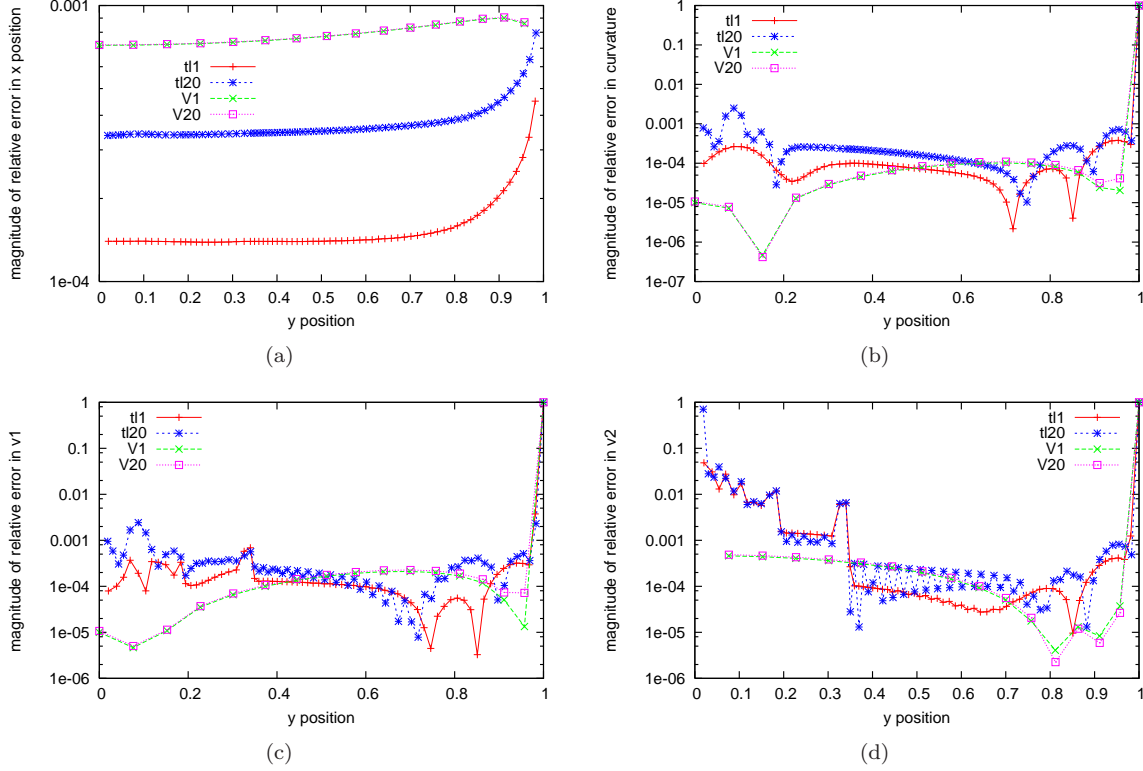 magnitude of relative error in x position
0.001
1e-04
tl1
tl20
V1
V20
0 0.1 0.2 0.3 0.4 0.5 0.6 0.7 0.8 0.9 1
y position
(a)
magnitude of relative error in curvature
1
0.1
0.01
0.001
1e-04
1e-05
1e-06
1e-07
tl1
tl20
V1
V20
0 0.2 0.4 0.6 0.8 1
y position
(b)
magnitude of relative error in v1
1
0.1
0.01
0.001
1e-04
1e-05
1e-06
tl1
tl20
V1
V20
0 0.2 0.4 0.6 0.8 1
y position
(c)
magnitude of relative error in v2
1
0.1
0.01
0.001
1e-04
1e-05
1e-06
tl1
tl20
V1
V20
0 0.1 0.2 0.3 0.4 0.5 0.6 0.7 0.8 0.9 1
y position
(d)